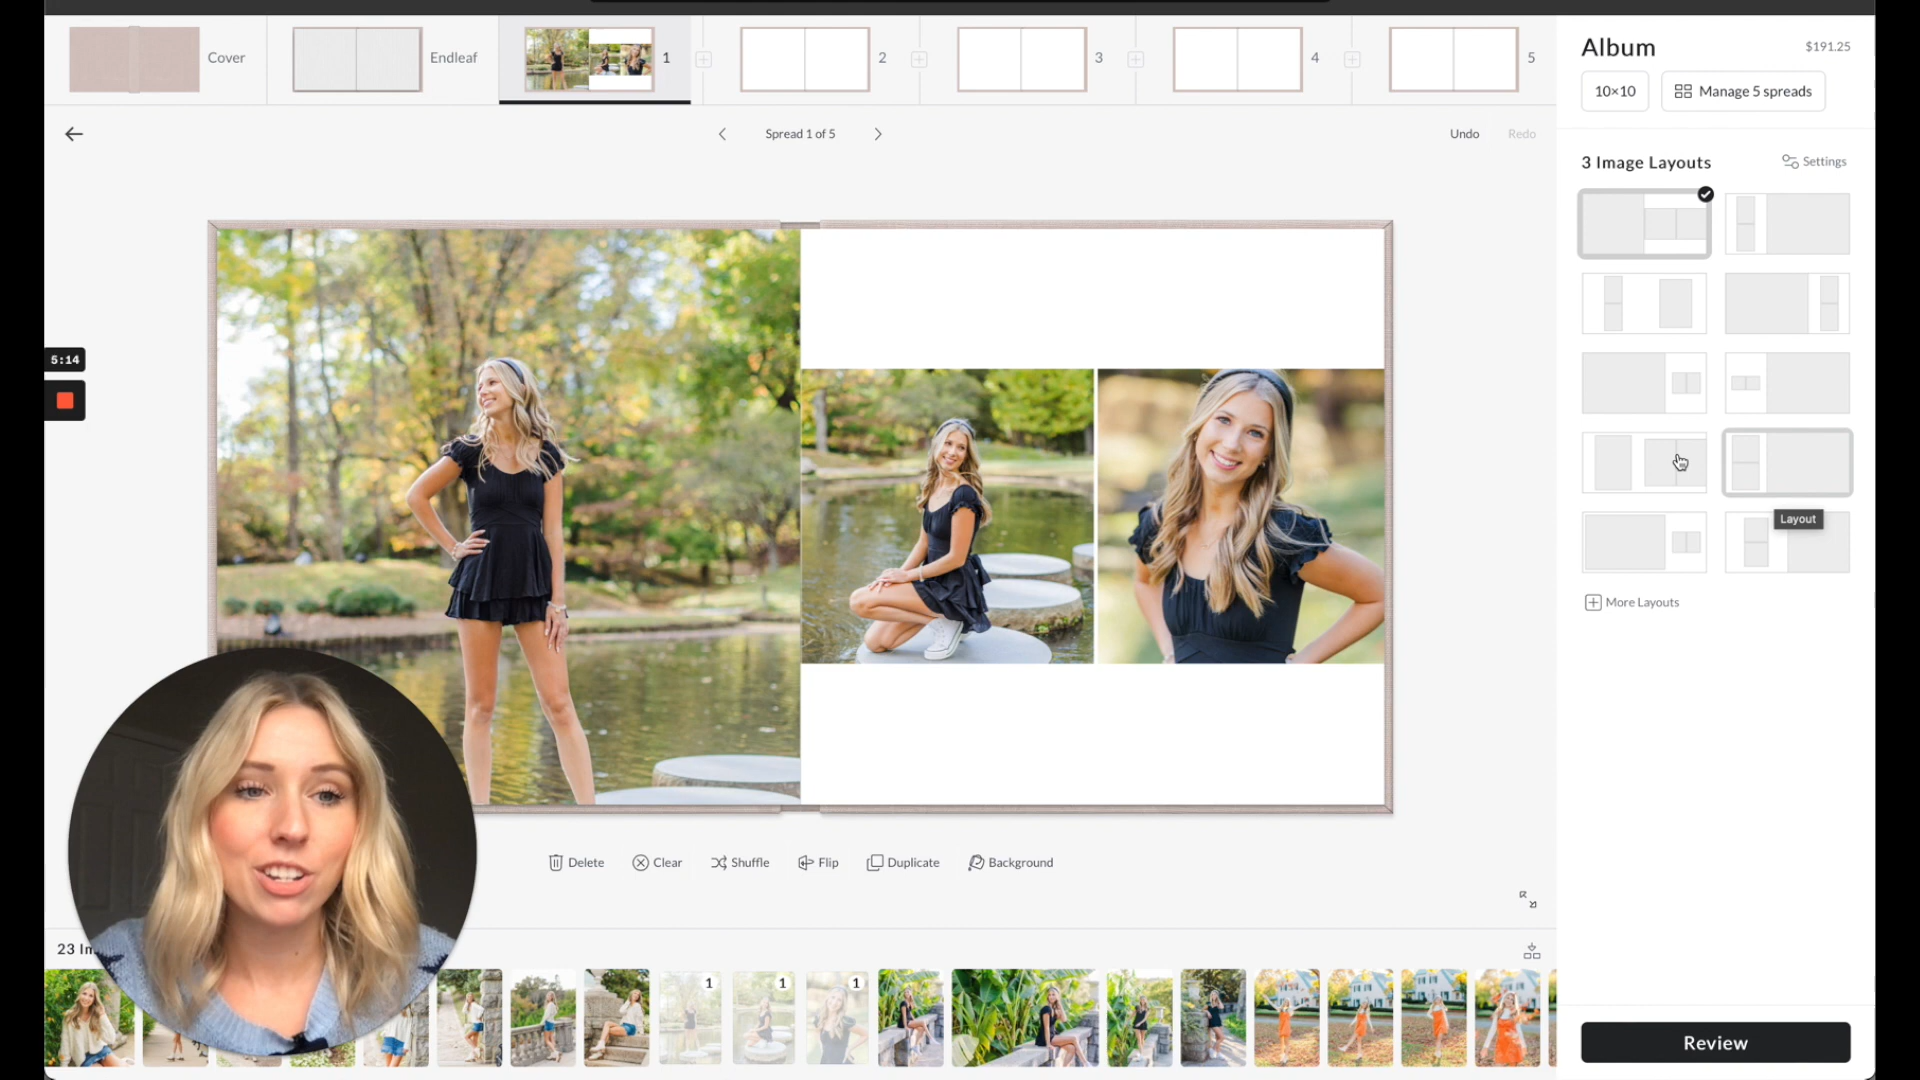 Cover
Endleaf
1
2
3
4
5
Album
$191.25
10×10
Manage 5 spreads
Spread 1 of 5
Undo
Redo
3 Image Layouts
Settings
5:14
Layout
More Layouts
Delete
Clear
Shuffle
Flip
Duplicate
Background
23
1
1
1
Review